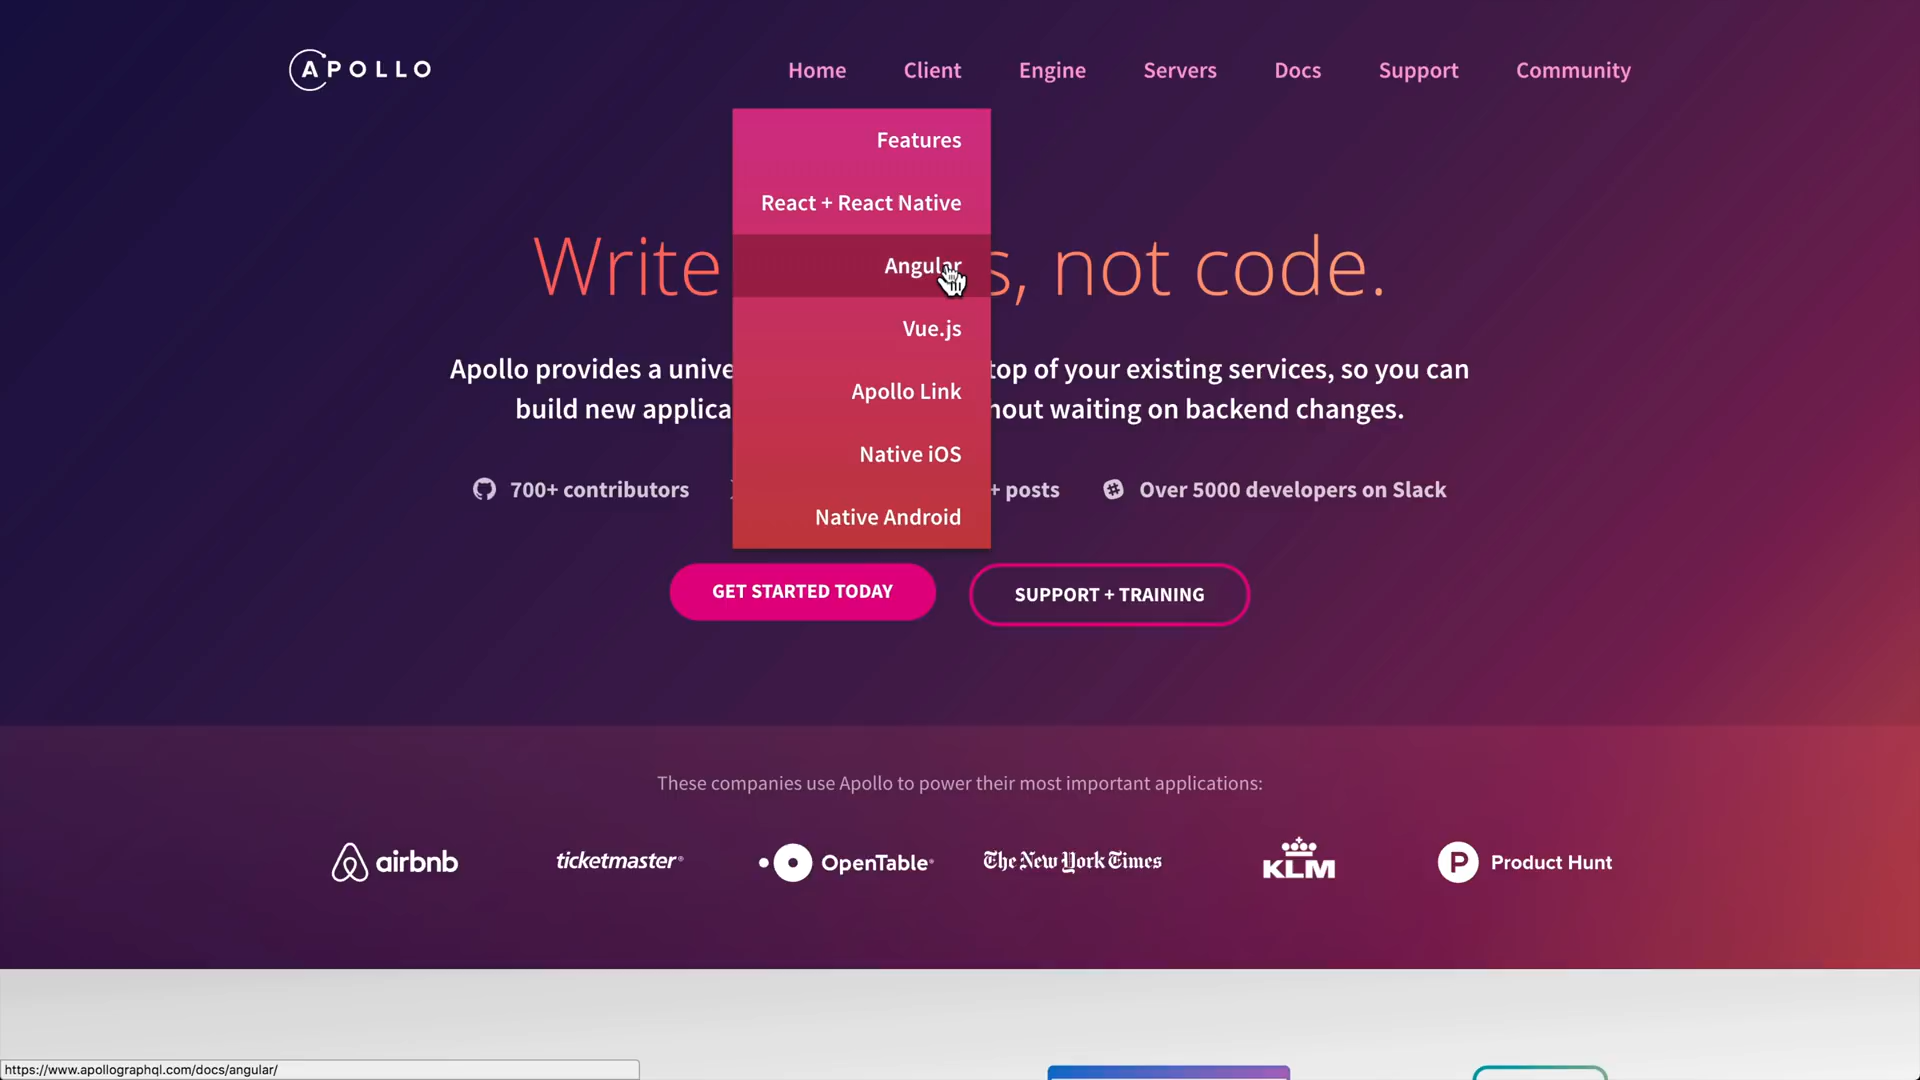 APOLLO
Home Client Engine Servers Docs Support Community
Features
React + React Native
Angular
Vue.js
Apollo Link
Native iOS
Native Android
Write s, not code.
Apollo provides a top of your existing services, so you can
build new without waiting on backend changes.
700+ contributors + posts Over 5000 developers on Slack
GET STARTED TODAY SUPPORT + TRAINING
These companies use Apollo to power their most important applications:
airbnb ticketmaster® OpenTable® The New York Times KLM P Product Hunt
https://www.apollographql.com/docs/angular/